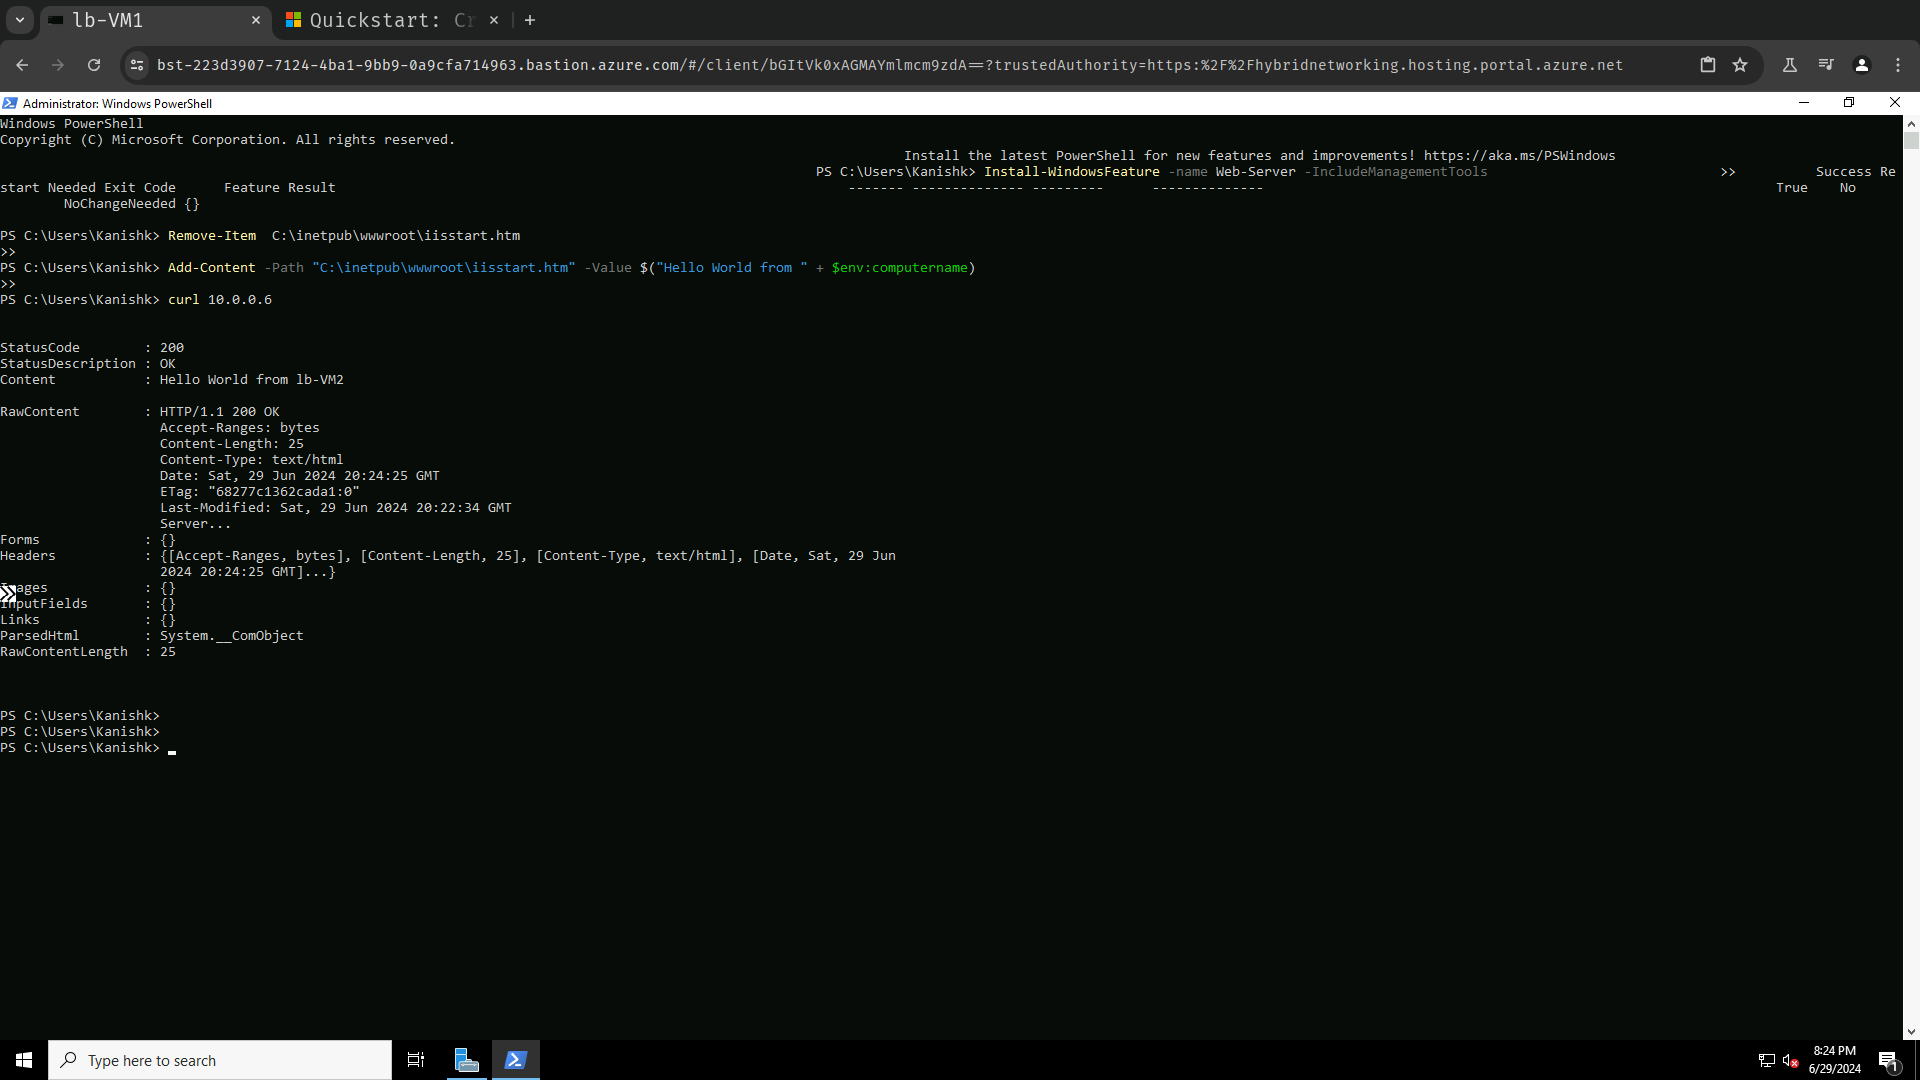 lb-VM1
Quickstart: Cr
bst-223d3907-7124-4ba1-9bb9-0a9cfa714963.bastion.azure.com/#/client/bGItVk0xAGMAYmlmcm9zdA==?trustedAuthority=https:%2F%2Fhybridnetworking.hosting.portal.azure.net
Administrator: Windows PowerShell
Windows PowerShell
Copyright (C) Microsoft Corporation. All rights reserved.
Install the latest PowerShell for new features and improvements! https://aka.ms/PSWindows
PS C:\Users\Kanishk> Install-WindowsFeature -name Web-Server -IncludeManagementTools >> Success Re
start Needed Exit Code Feature Result ------- -------------- --------- -------------- True No
NoChangeNeeded {}
PS C:\Users\Kanishk> Remove-Item C:\inetpub\wwwroot\iisstart.htm
>>
PS C:\Users\Kanishk> Add-Content -Path "C:\inetpub\wwwroot\iisstart.htm" -Value $("Hello World from " + $env:computername)
>>
PS C:\Users\Kanishk> curl 10.0.0.6
StatusCode : 200
StatusDescription : OK
Content : Hello World from lb-VM2
RawContent : HTTP/1.1 200 OK
Accept-Ranges: bytes
Content-Length: 25
Content-Type: text/html
Date: Sat, 29 Jun 2024 20:24:25 GMT
ETag: "68277c1362cada1:0"
Last-Modified: Sat, 29 Jun 2024 20:22:34 GMT
Server...
Forms : {}
Headers : {[Accept-Ranges, bytes], [Content-Length, 25], [Content-Type, text/html], [Date, Sat, 29 Jun
2024 20:24:25 GMT]...}
Images : {}
InputFields : {}
Links : {}
ParsedHtml : System.__ComObject
RawContentLength : 25
PS C:\Users\Kanishk>
PS C:\Users\Kanishk>
PS C:\Users\Kanishk>
Type here to search
8:24 PM
6/29/2024
1